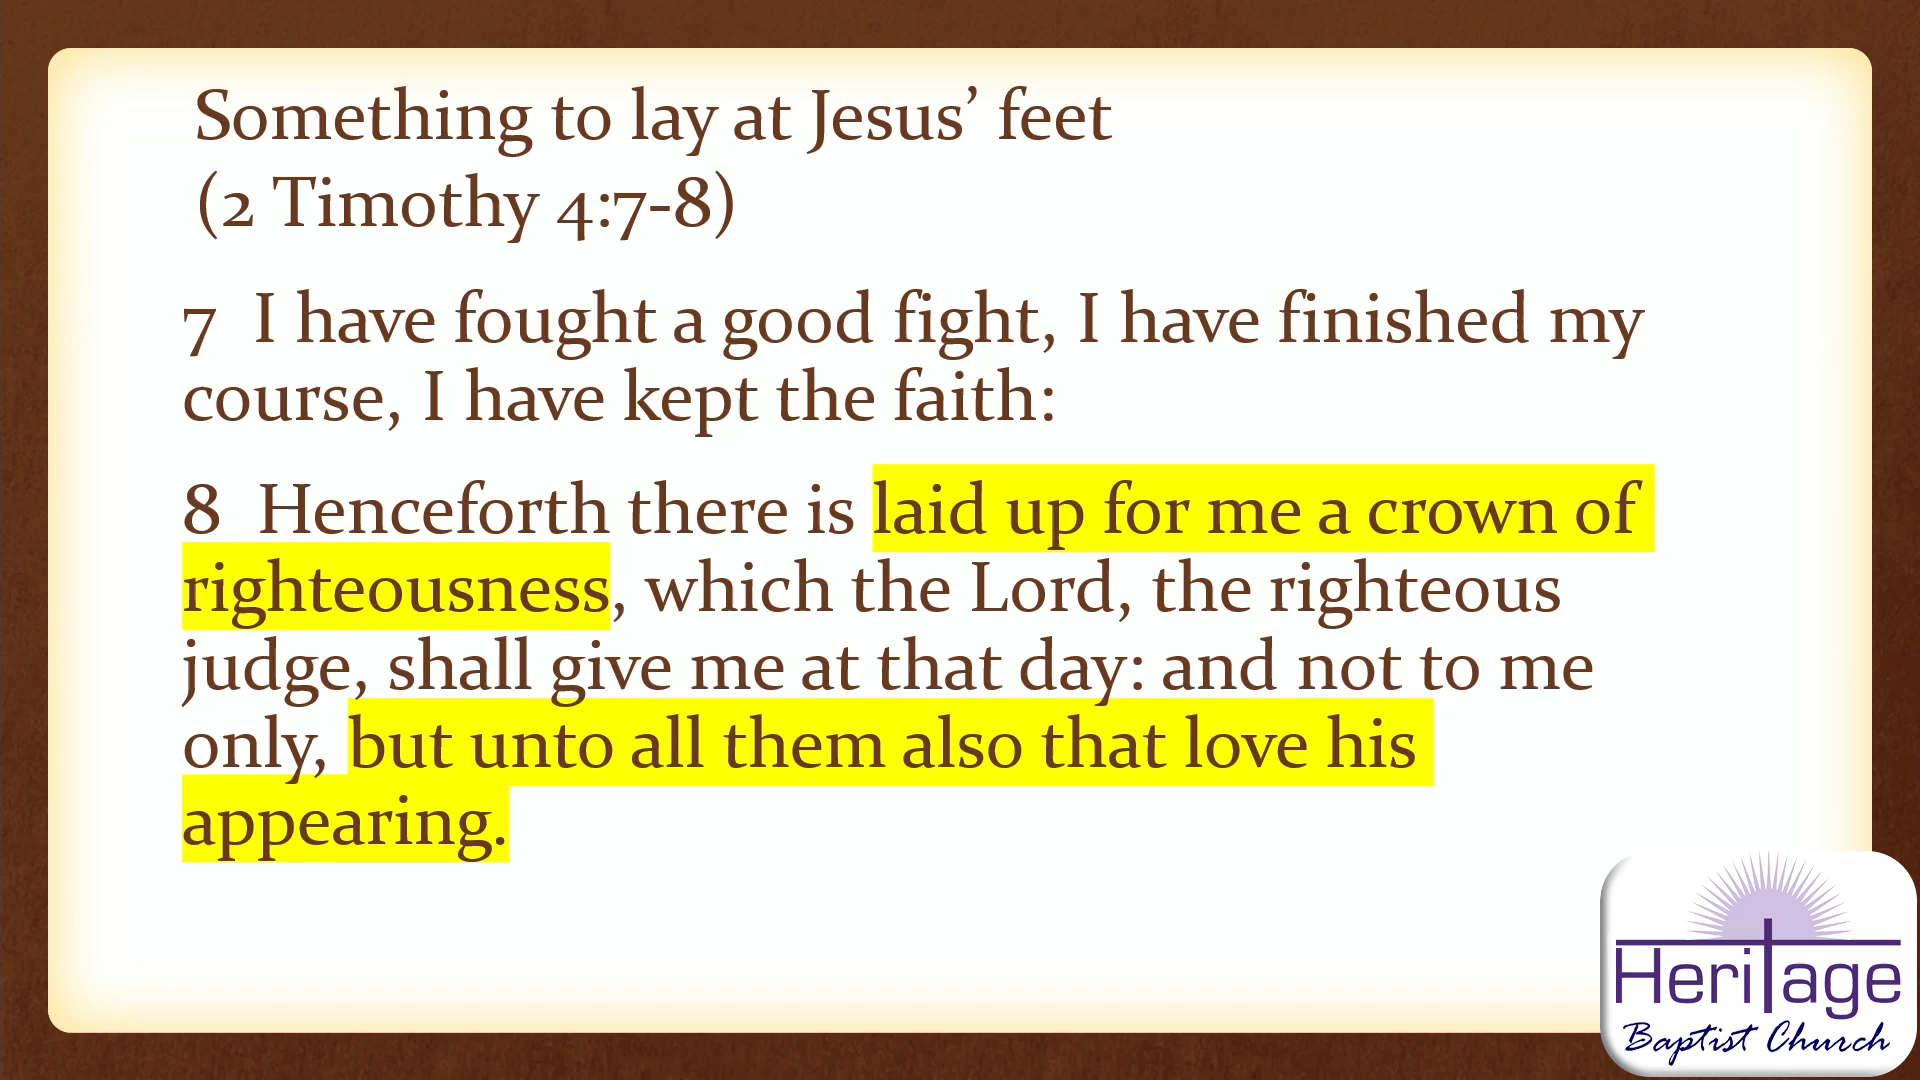 Something to lay at Jesus’ feet
(2 Timothy 4:7-8)
7 I have fought a good fight, I have finished my
course, I have kept the faith:
8 Henceforth there is laid up for me a crown of
righteousness, which the Lord, the righteous
judge, shall give me at that day: and not to me
only, but unto all them also that love his
appearing.
Heritage
Baptist Church